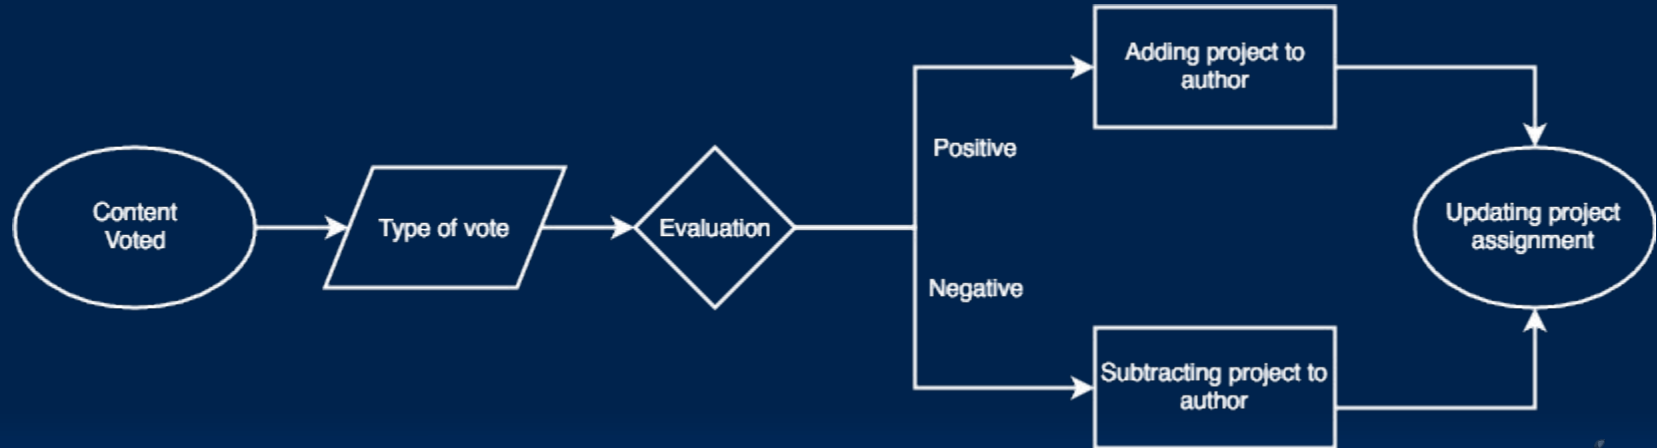 Content
Voted
Type of vote
Evaluation
Positive
Negative
Adding project to
author
Subtracting project to
author
Updating project
assignment